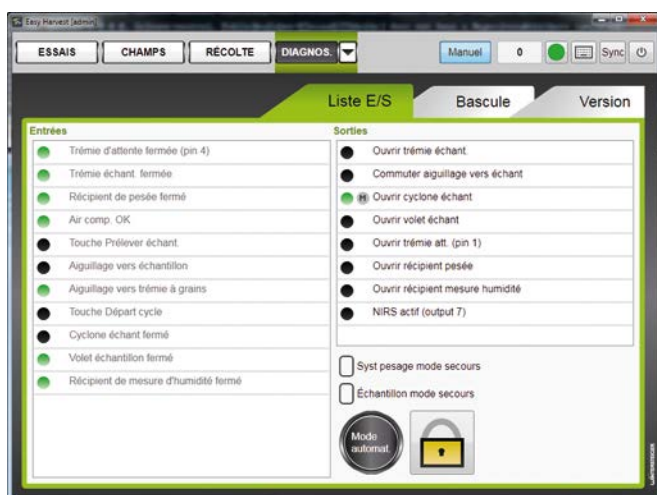 Easy Harvest [admin]
ESSAIS
CHAMPS
RÉCOLTE
DIAGNOS.
Manuel
0
Sync
Liste E/S
Bascule
Version
Entrées
Trémie d'attente fermée (pin 4)
Trémie échant. fermée
Récipient de pesée fermé
Air comp. OK
Touche Prélever échant.
Aiguillage vers échantillon
Aiguillage vers trémie à grains
Touche Départ cycle
Cyclone échant fermé
Volet échantillon fermé
Récipient de mesure d'humidité fermé
Sorties
Ouvrir trémie échant.
Commuter aiguillage vers échant
M Ouvrir cyclone échant
Ouvrir volet échant
Ouvrir trémie att. (pin 1)
Ouvrir récipient pesée
Ouvrir récipient mesure humidité
NIRS actif (output 7)
Syst pesage mode secours
Échantillon mode secours
Mode
automat.
WINTERSTEIGER